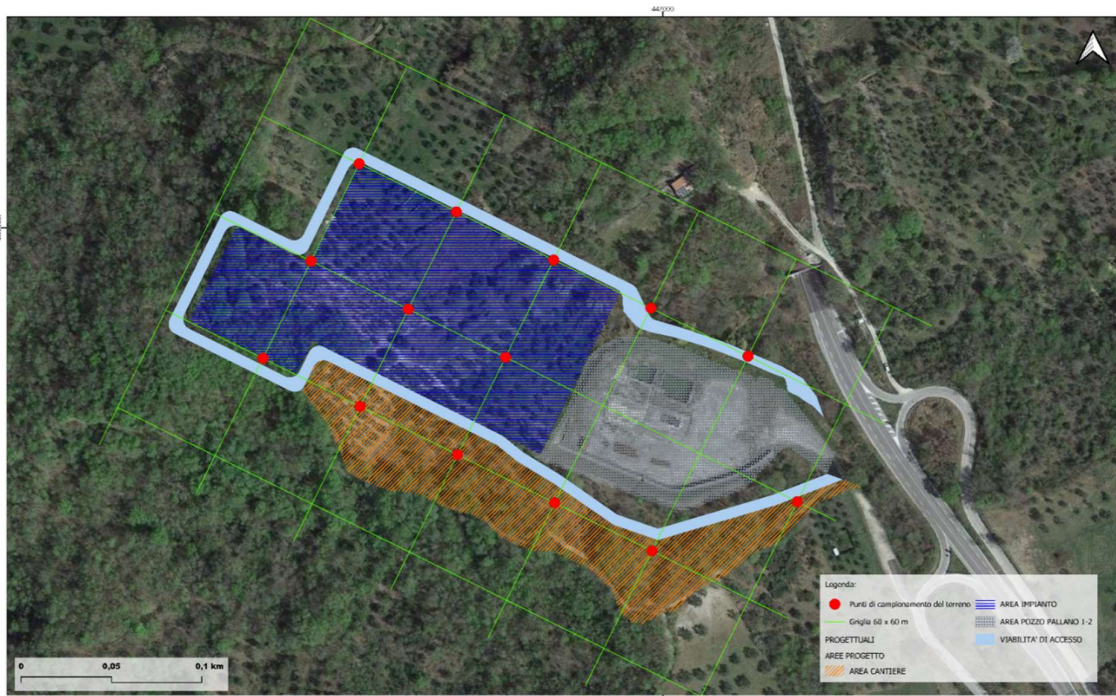 442000
0
0,05
0,1 km
Legenda:
Punti di campionamento del terreno
Griglia 60 x 60 m
PROGETTUALI
AREE PROGETTO
AREA CANTIERE
AREA IMPIANTO
AREA POZZO PALLANO 1-2
VIABILITA' DI ACCESSO